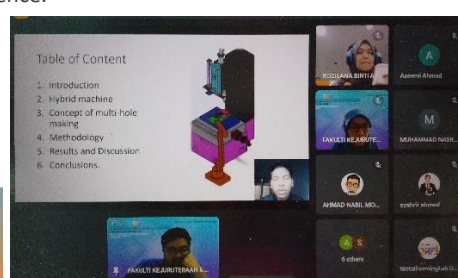 Table of Content
1. Introduction
2. Hybrid machine
3. Concept of multi-hole
making
4. Methodology
5. Results and Discussion
6. Conclusions.
ROZILANA BINTI A
Azeemi Ahmad
A
FAKULTI KEJURUTE...
M
MUHAMMAD NASR...
AHMAD NABIL MO...
syahrir ahmad
A S
6 others
FAKULTI KEJURUTERAAN